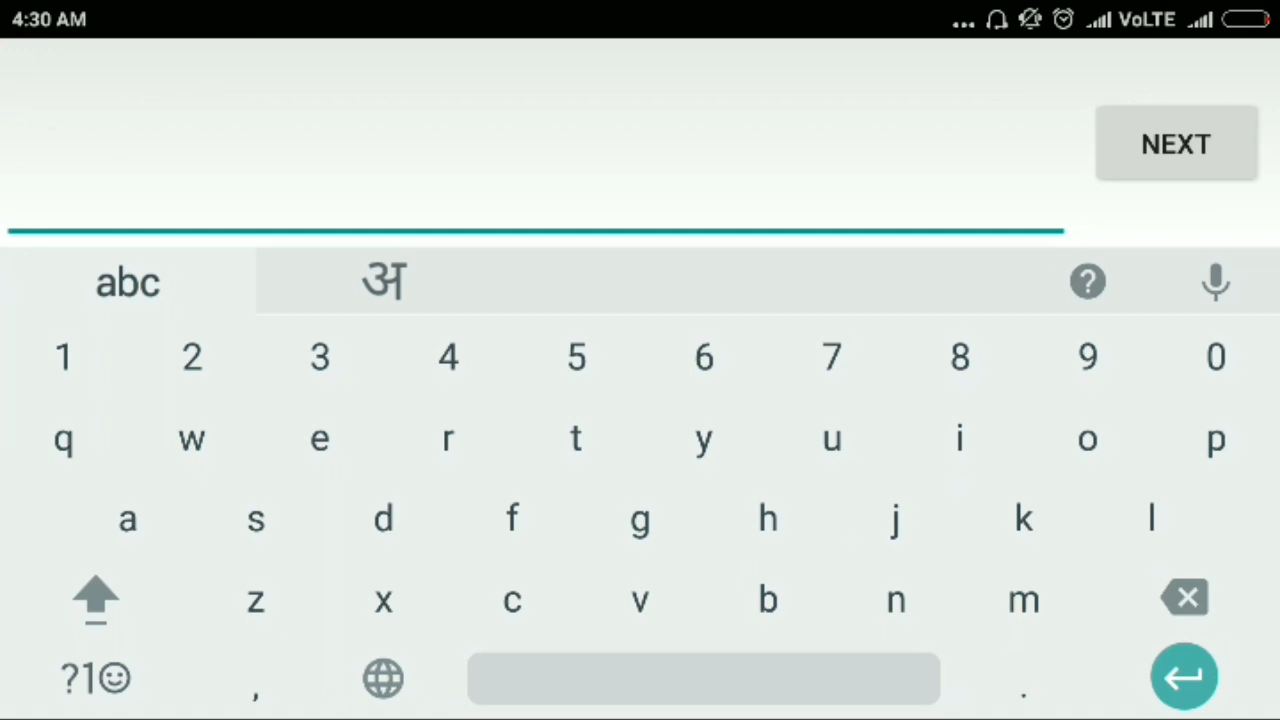 4:30 AM ... VoLTE
NEXT
abc अ ?
1 2 3 4 5 6 7 8 9 0
q w e r t y u i o p
a s d f g h j k l
z x c v b n m
?1☺ , .